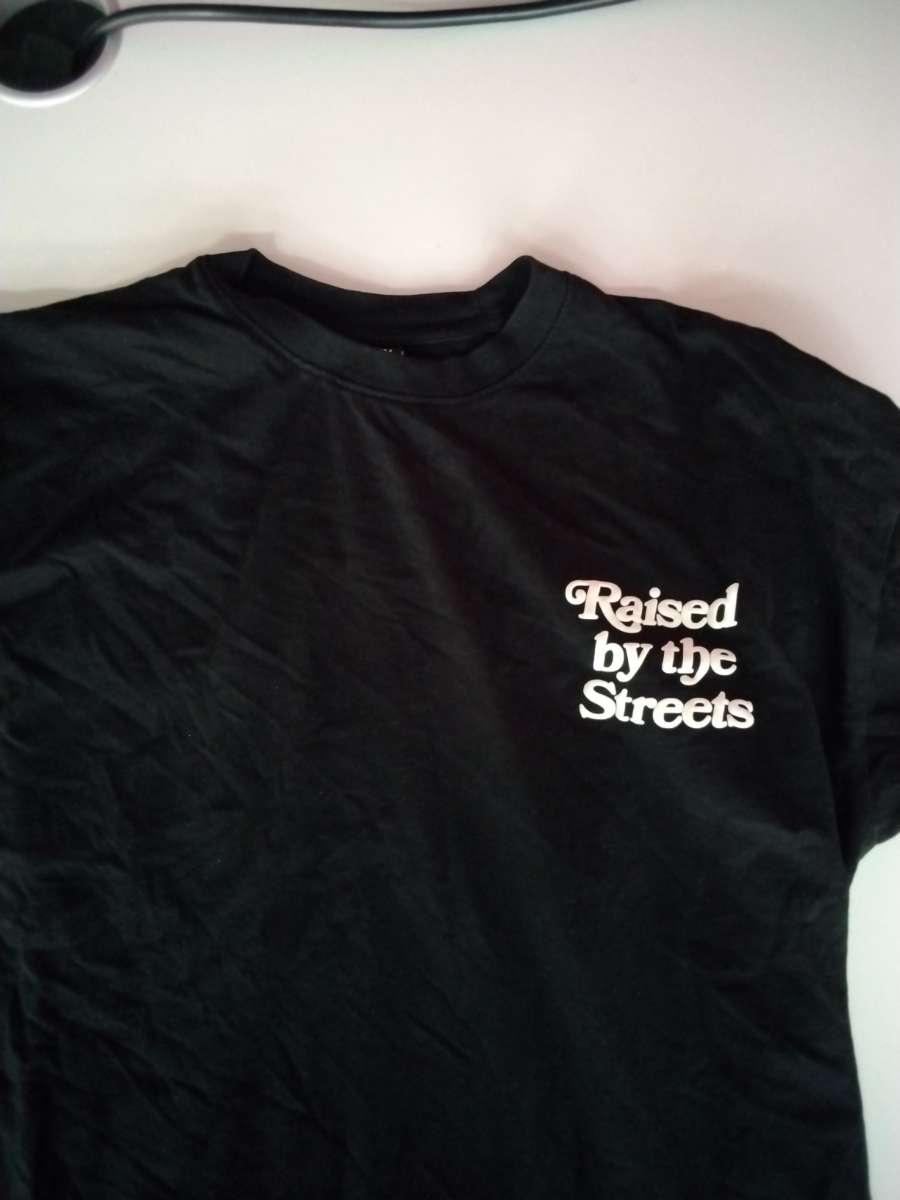 Raised
by the
Streets